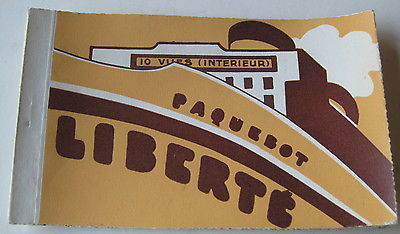 10 VUES (INTERIEUR)
PAQUEBOT
LIBERTÉ